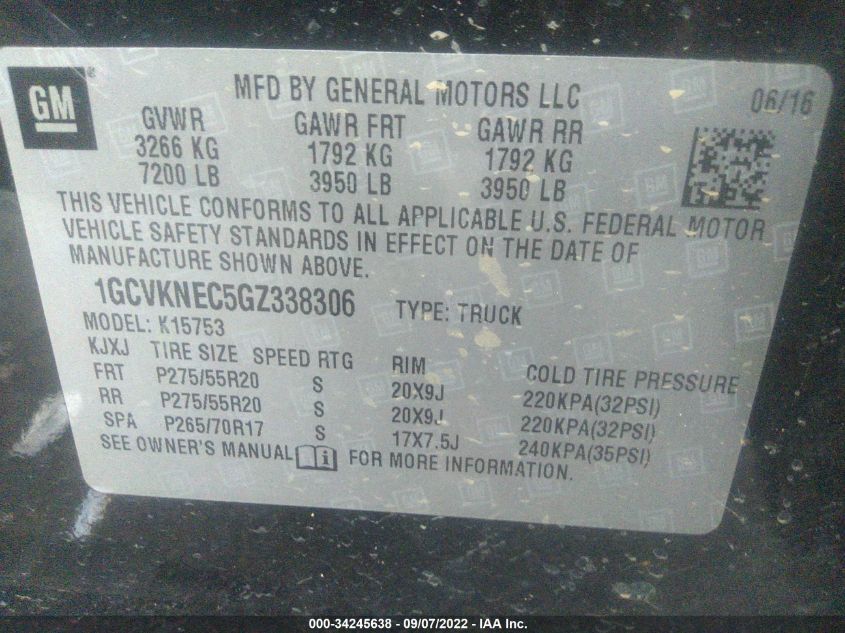 GM
MFD BY GENERAL MOTORS LLC
06/16
GVWR GAWR FRT GAWR RR
3266 KG 1792 KG 1792 KG
7200 LB 3950 LB 3950 LB
THIS VEHICLE CONFORMS TO ALL APPLICABLE U.S. FEDERAL MOTOR
VEHICLE SAFETY STANDARDS IN EFFECT ON THE DATE OF
MANUFACTURE SHOWN ABOVE.
1GCVKNEC5GZ338306 TYPE: TRUCK
MODEL: K15753
KJXJ TIRE SIZE SPEED RTG RIM COLD TIRE PRESSURE
FRT P275/55R20 S 20X9J 220KPA(32PSI)
RR P275/55R20 S 20X9J 220KPA(32PSI)
SPA P265/70R17 S 17X7.5J 240KPA(35PSI)
SEE OWNER'S MANUAL i FOR MORE INFORMATION.
000-34245638 - 09/07/2022 - IAA Inc.